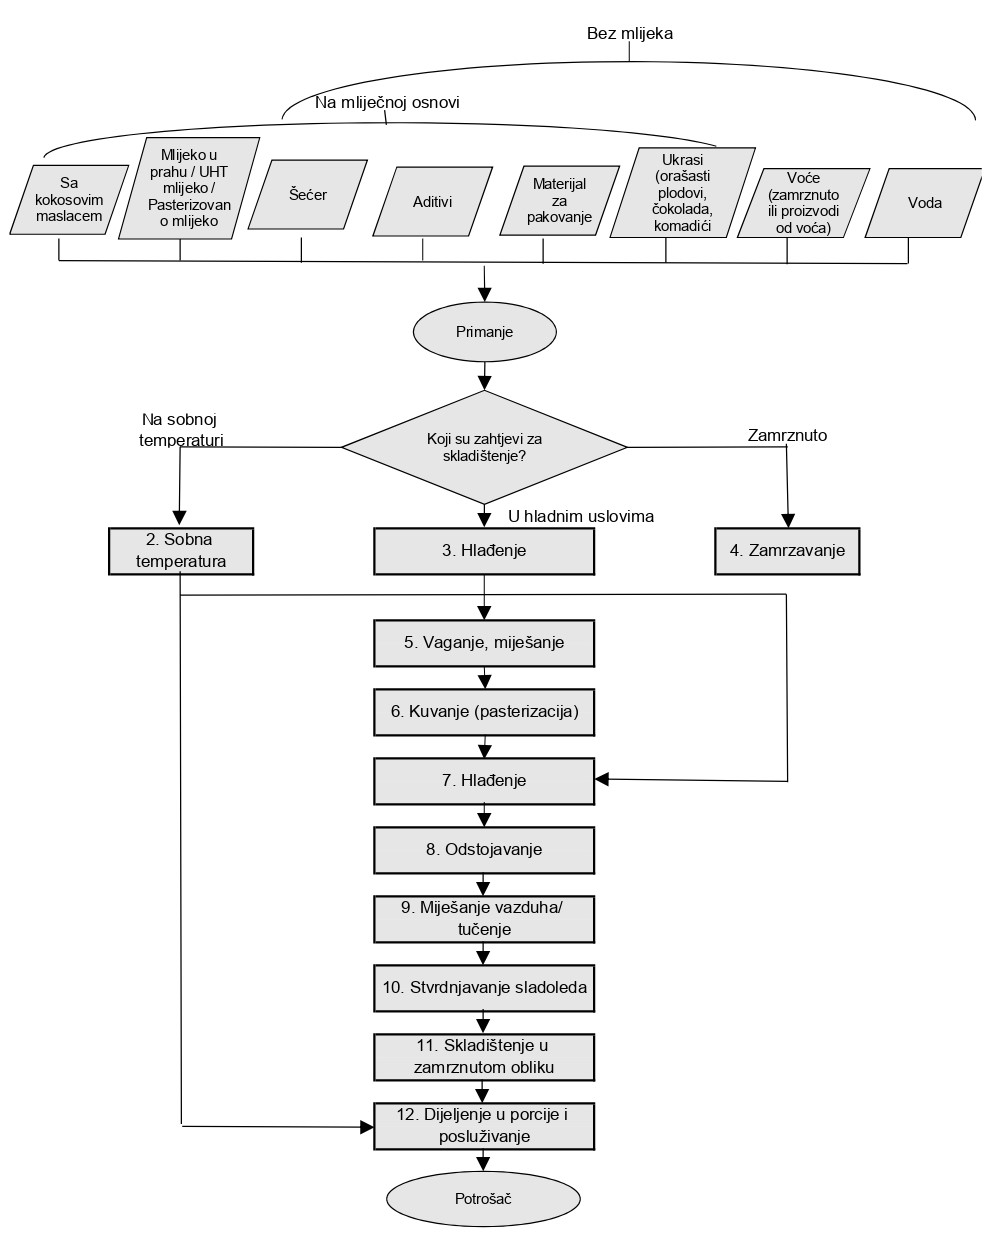 Bez mlijeka
Na mliječnoj osnovi
Sa
kokosovim
maslacem
Mlijeko u
prahu / UHT
mlijeko /
Pasterizovan
o mlijeko
Šećer
Aditivi
Materijal
za
pakovanje
Ukrasi
(orašasti
plodovi,
čokolada,
komadići
Voće
(zamrznuto
ili proizvodi
od voća)
Voda
Primanje
Koji su zahtjevi za
skladištenje?
Na sobnoj
temperaturi
Zamrznuto
U hladnim uslovima
2. Sobna
temperatura
3. Hlađenje
4. Zamrzavanje
5. Vaganje, miješanje
6. Kuvanje (pasterizacija)
7. Hlađenje
8. Odstojavanje
9. Miješanje vazduha/
tučenje
10. Stvrdnjavanje sladoleda
11. Skladištenje u
zamrznutom obliku
12. Dijeljenje u porcije i
posluživanje
Potrošač